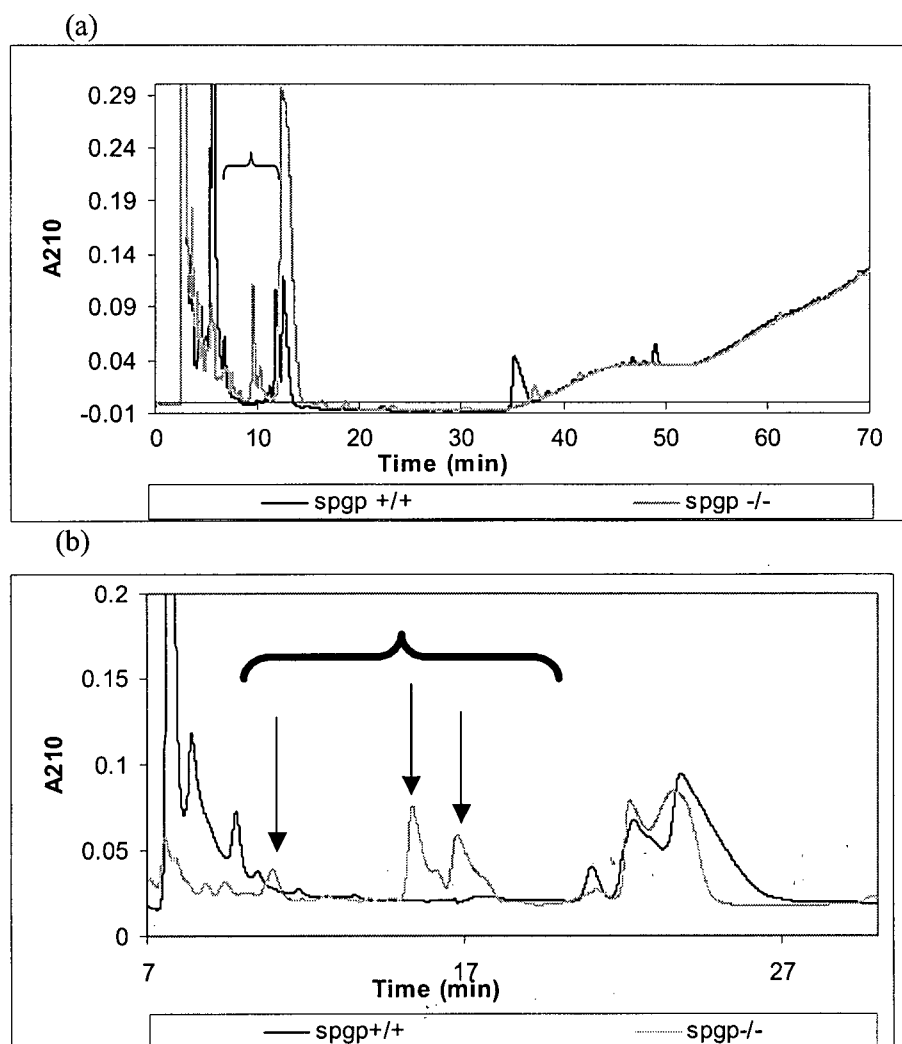 (a)
0.29
0.24
0.19
0.14
0.09
0.04
-0.01
A210
0 10 20 30 40 50 60 70
Time (min)
spgp +/+ spgp -/-
(b)
0.2
0.15
0.1
0.05
0
A210
7 17 27
Time (min)
spgp+/+ spgp-/-